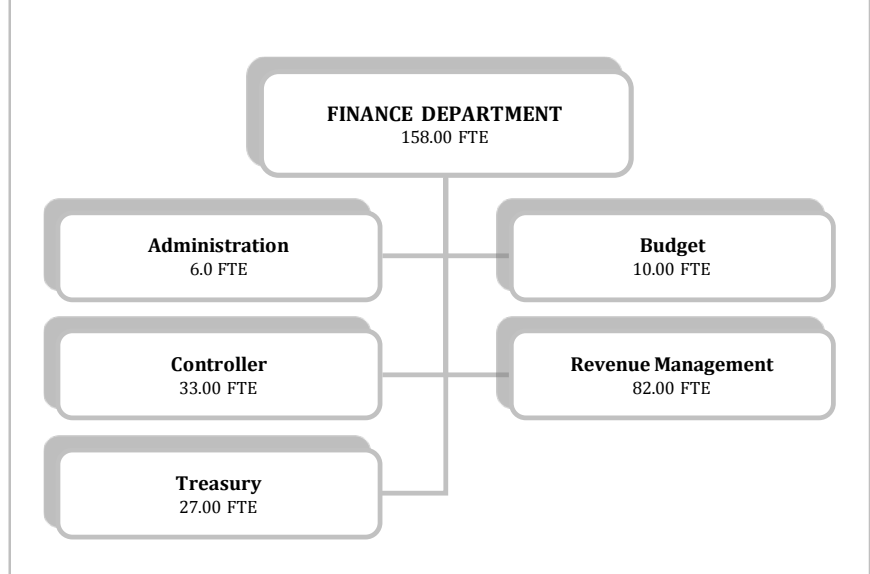 FINANCE DEPARTMENT
158.00 FTE
Administration
6.0 FTE
Budget
10.00 FTE
Controller
33.00 FTE
Revenue Management
82.00 FTE
Treasury
27.00 FTE